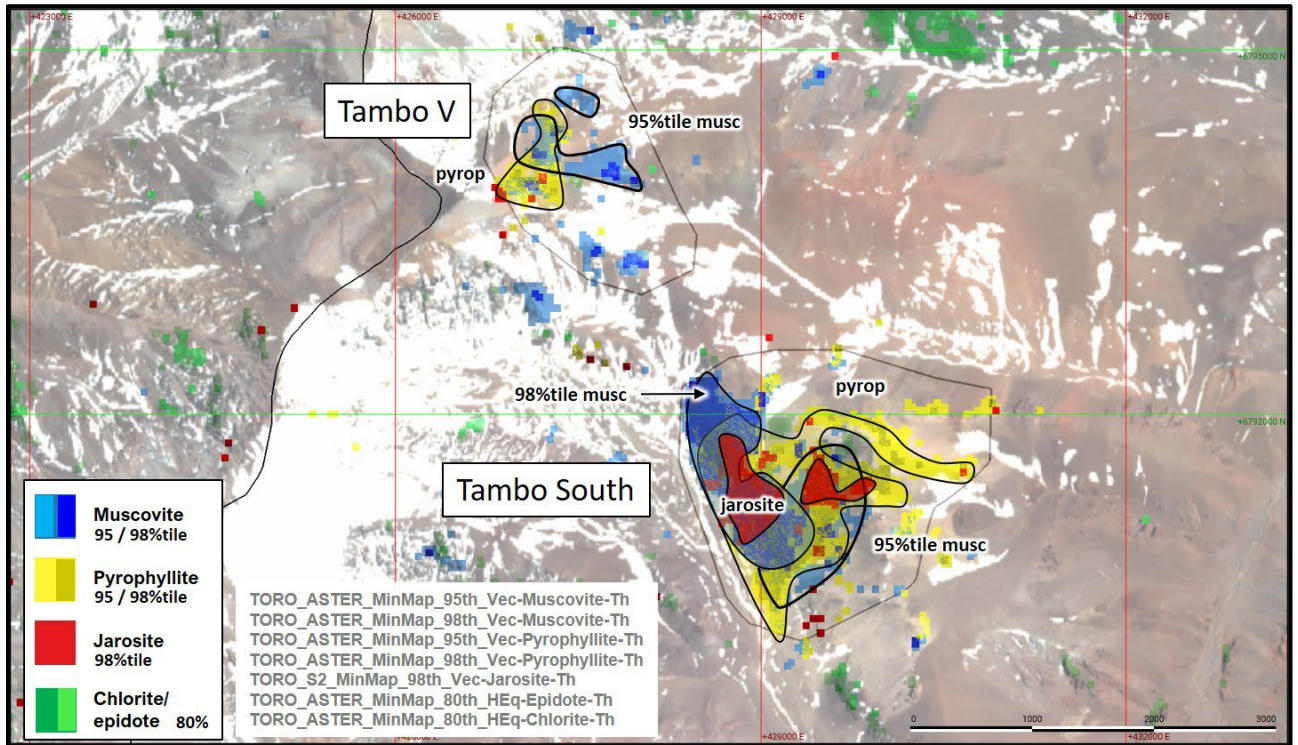 +423000 E
+426000 E
+429000 E
+432000 E
+6795000 N
Tambo V
95%tile musc
pyrop
98%tile musc
pyrop
+6792000 N
Tambo South
jarosite
95%tile musc
Muscovite
95 / 98%tile
Pyrophyllite
95 / 98%tile
Jarosite
98%tile
Chlorite/
epidote 80%
TORO_ASTER_MinMap_95th_Vec-Muscovite-Th
TORO_ASTER_MinMap_98th_Vec-Muscovite-Th
TORO_ASTER_MinMap_95th_Vec-Pyrophyllite-Th
TORO_ASTER_MinMap_98th_Vec-Pyrophyllite-Th
TORO_S2_MinMap_98th_Vec-Jarosite-Th
TORO_ASTER_MinMap_80th_HEq-Epidote-Th
TORO_ASTER_MinMap_80th_HEq-Chlorite-Th
0 1000 2000 3000
+429000 E
+432000 E